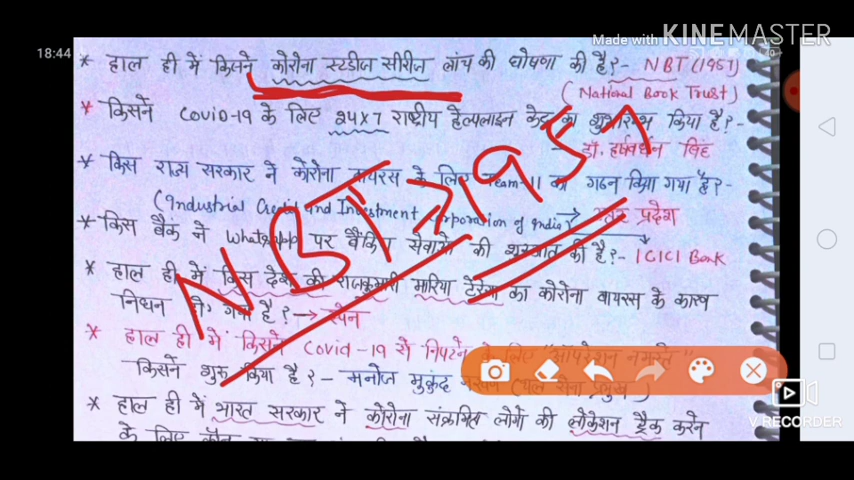 Made with KINEMASTER
18:44
* हाल ही में किसने कोरोना स्टडीज सीरीज लांच की घोषणा की है?- NBT (1957)
(National Book Trust)
* किसने Covid-19 के लिए 24x7 राष्ट्रीय हेल्पलाइन केंद्र का शुभारम्भ किया है?-
डॉ. हर्षवर्धन सिंह
* किस राज्य सरकार ने कोरोना वायरस के लिए Team-11 का गठन किया गया है?-
(Industrial Credit and Investment Corporation of India) → उत्तर प्रदेश
* किस बैंक ने WhatsApp पर बैंकिंग सेवाओं की शुरुआत की है?- ICICI Bank
* हाल ही में किस देश की राजकुमारी मारिया टेरेसा का कोरोना वायरस के कारण
निधन हो गया है? → स्पेन
* हाल ही में किसने Covid-19 से निपटने के लिए "आपरेशन नमस्ते"
किसने शुरू किया है?- मनोज मुकुंद (थल सेना प्रमुख)
* हाल ही में भारत सरकार ने कोरोना संक्रमित लोगों की लोकेशन ट्रैक करने
के लिए कौन
NBT > 1957
V RECORDER